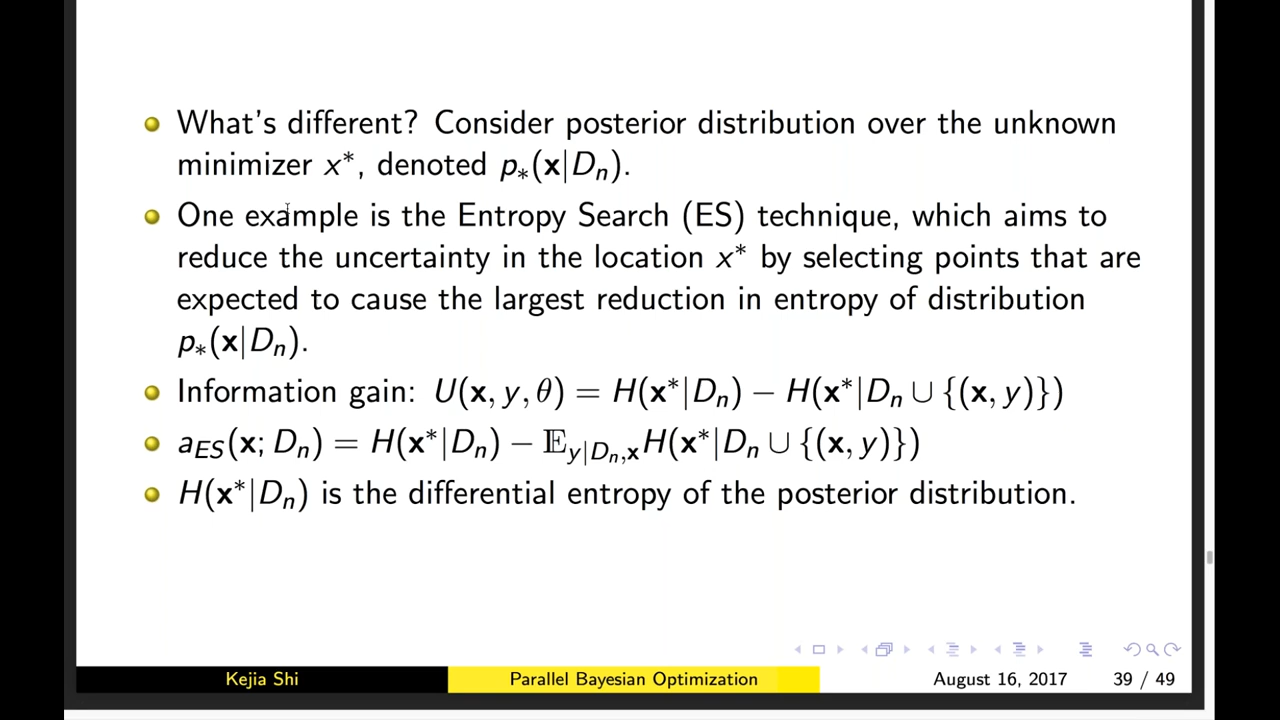 What's different? Consider posterior distribution over the unknown
minimizer x*, denoted p∗(x|Dn).
One example is the Entropy Search (ES) technique, which aims to
reduce the uncertainty in the location x* by selecting points that are
expected to cause the largest reduction in entropy of distribution
p∗(x|Dn).
Information gain: U(x, y, θ) = H(x*|Dn) − H(x*|Dn ∪ {(x, y)})
aES(x; Dn) = H(x*|Dn) − 𝔼y|Dn,xH(x*|Dn ∪ {(x, y)})
H(x*|Dn) is the differential entropy of the posterior distribution.
Kejia Shi Parallel Bayesian Optimization August 16, 2017 39 / 49